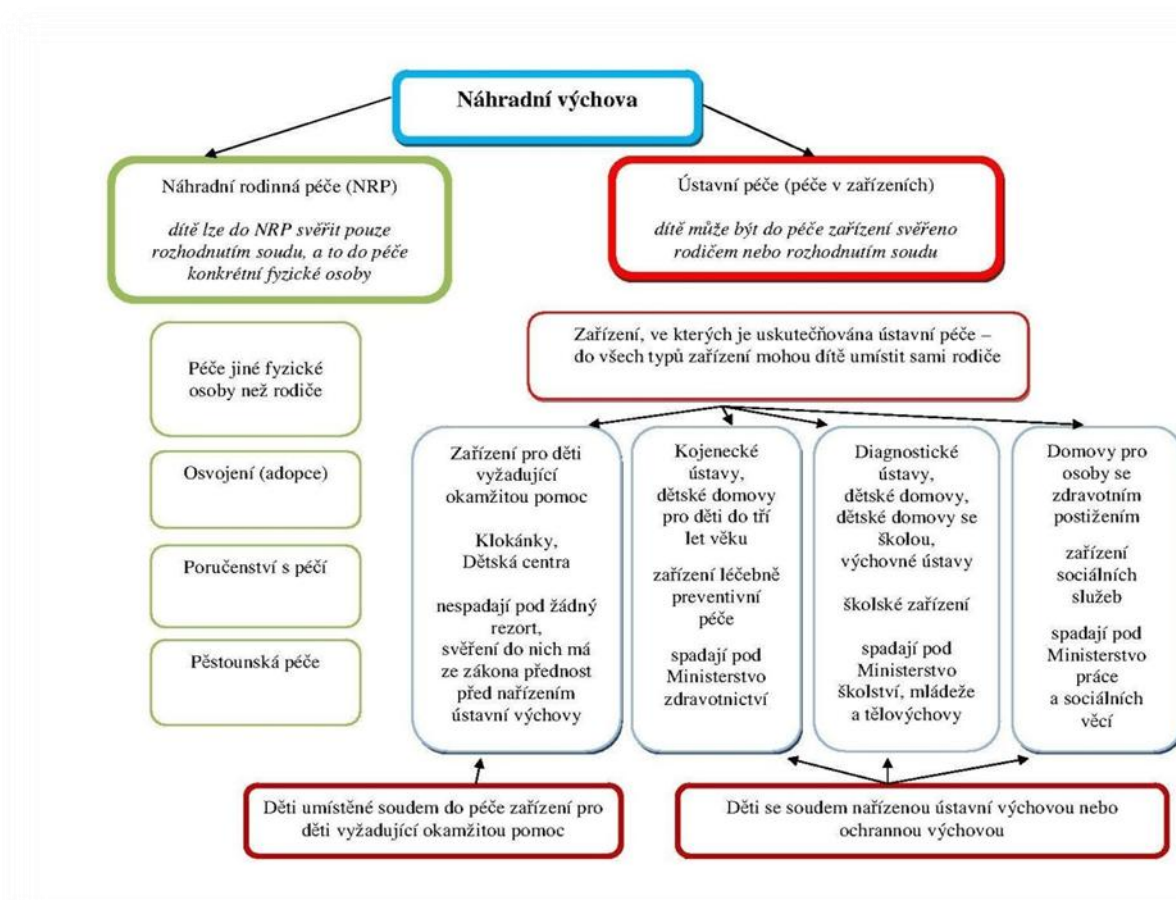 Náhradní výchova
Náhradní rodinná péče (NRP)
dítě lze do NRP svěřit pouze
rozhodnutím soudu, a to do péče
konkrétní fyzické osoby
Ústavní péče (péče v zařízeních)
dítě může být do péče zařízení svěřeno
rodičem nebo rozhodnutím soudu
Péče jiné fyzické
osoby než rodiče
Osvojení (adopce)
Poručenství s péčí
Pěstounská péče
Zařízení, ve kterých je uskutečňována ústavní péče –
do všech typů zařízení mohou dítě umístit sami rodiče
Zařízení pro děti
vyžadující
okamžitou pomoc
Klokánky,
Dětská centra
nespadají pod žádný
rezort,
svěření do nich má
ze zákona přednost
před nařízením
ústavní výchovy
Kojenecké
ústavy,
dětské domovy
pro děti do tří
let věku
zařízení léčebně
preventivní
péče
spadají pod
Ministerstvo
zdravotnictví
Diagnostické
ústavy,
dětské domovy,
dětské domovy se
školou,
výchovné ústavy
školské zařízení
spadají pod
Ministerstvo
školství, mládeže
a tělovýchovy
Domovy pro
osoby se
zdravotním
postižením
zařízení
sociálních
služeb
spadají pod
Ministerstvo
práce
a sociálních
věcí
Děti umístěné soudem do péče zařízení pro
děti vyžadující okamžitou pomoc
Děti se soudem nařízenou ústavní výchovou nebo
ochrannou výchovou